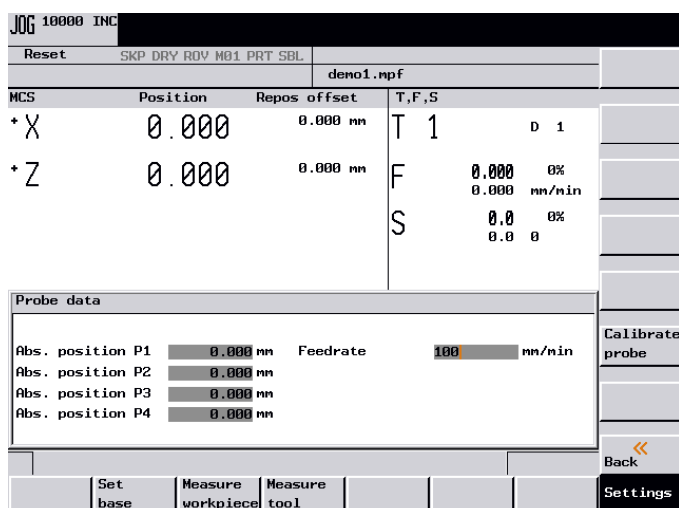 JOG 10000 INC
Reset SKP DRY ROV M01 PRT SBL
demo1.mpf
MCS Position Repos offset T,F,S
+X 0.000 0.000 mm T 1 D 1
+Z 0.000 0.000 mm F 0.000 0%
0.000 mm/min
S 0.0 0%
0.0 0
Probe data
Abs. position P1 0.000 mm Feedrate 100 mm/min
Abs. position P2 0.000 mm
Abs. position P3 0.000 mm
Abs. position P4 0.000 mm
Calibrate
probe
«
Back
Set
base
Measure
workpiece
Measure
tool
Settings